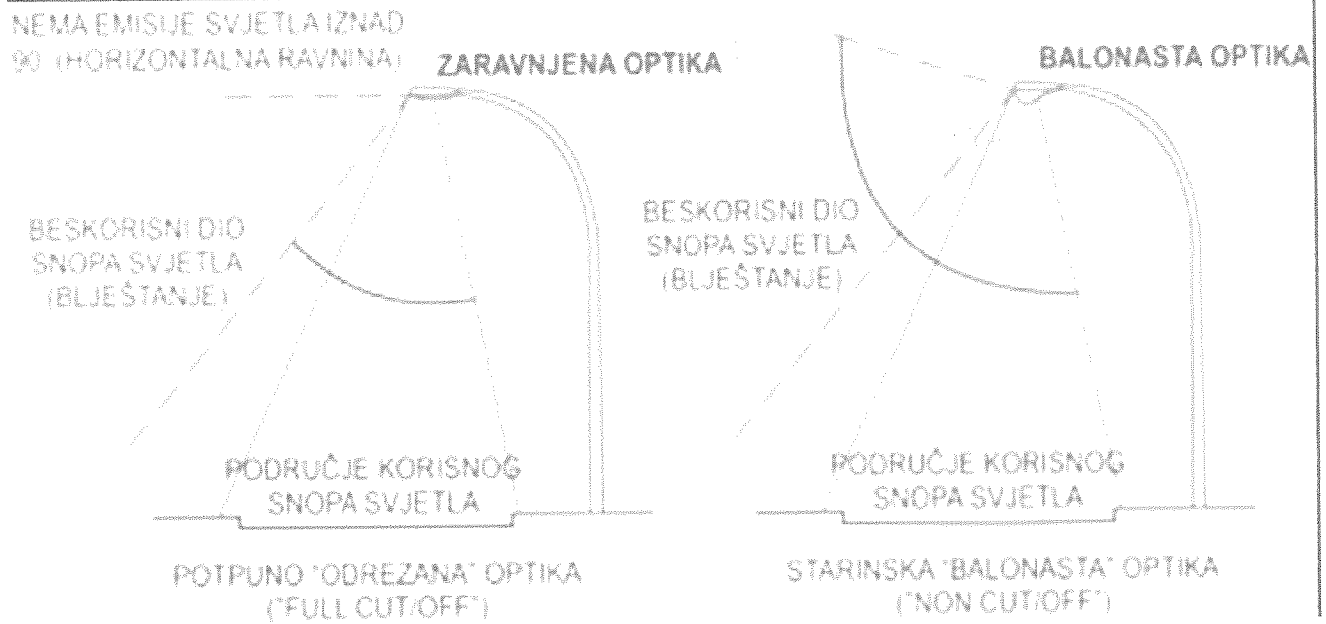 NEMA EMISIJE SVJETLA IZNAD
90 (HORIZONTALNA RAVNINA)
ZARAVNJENA OPTIKA
BESKORISNI DIO
SNOPA SVJETLA
(BLJEŠTANJE)
PODRUČJE KORISNOG
SNOPA SVJETLA
POTPUNO "ODREZANA" OPTIKA
("FULL CUT/OFF")
BALONASTA OPTIKA
BESKORISNI DIO
SNOPA SVJETLA
(BLJEŠTANJE)
PODRUČJE KORISNOG
SNOPA SVJETLA
STARINSKA "BALONASTA" OPTIKA
("NON CUT/OFF")